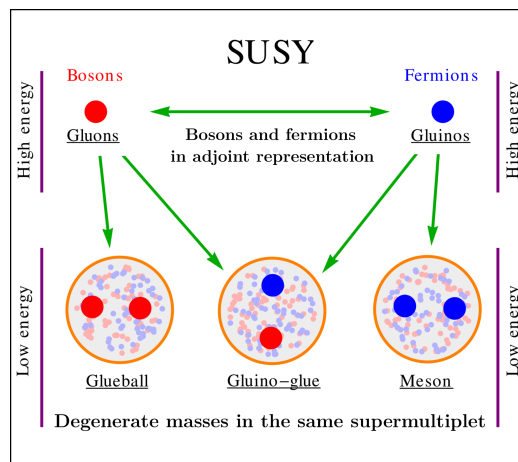 SUSY
Bosons
Fermions
High energy
High energy
Gluons
Gluinos
Bosons and fermions
in adjoint representation
Low energy
Low energy
Glueball
Gluino-glue
Meson
Degenerate masses in the same supermultiplet